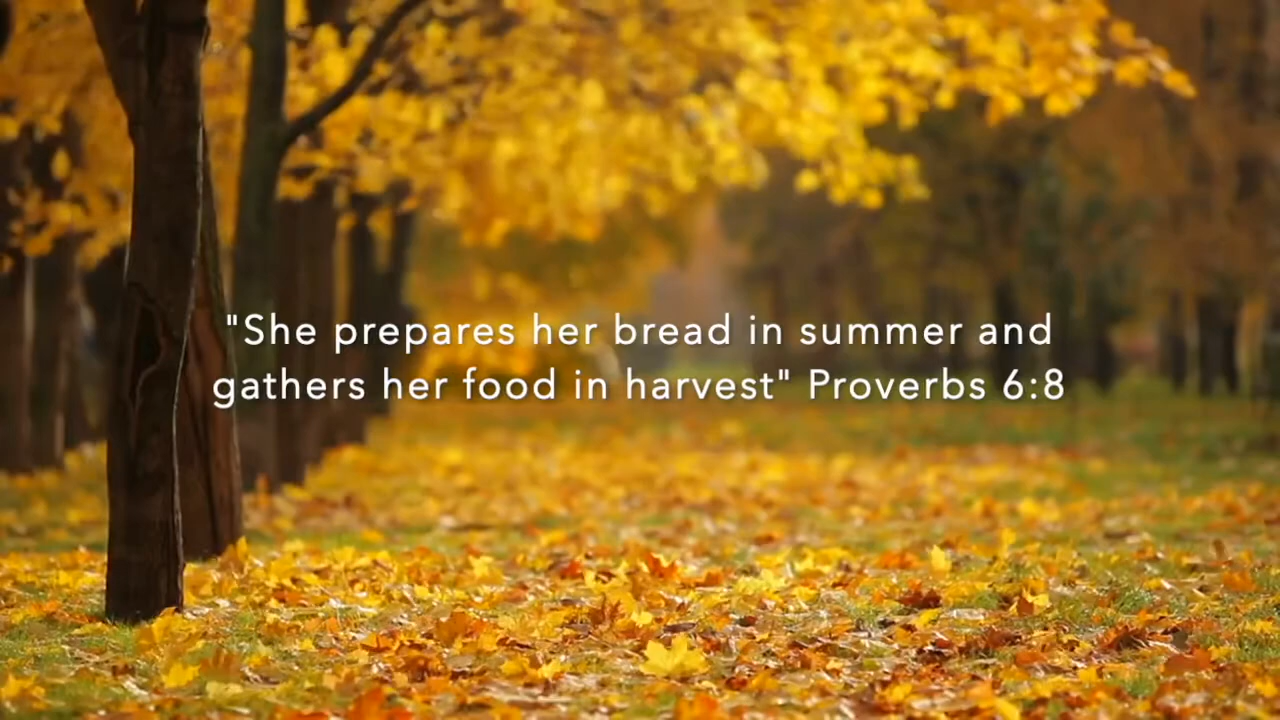 "She prepares her bread in summer and
gathers her food in harvest" Proverbs 6:8